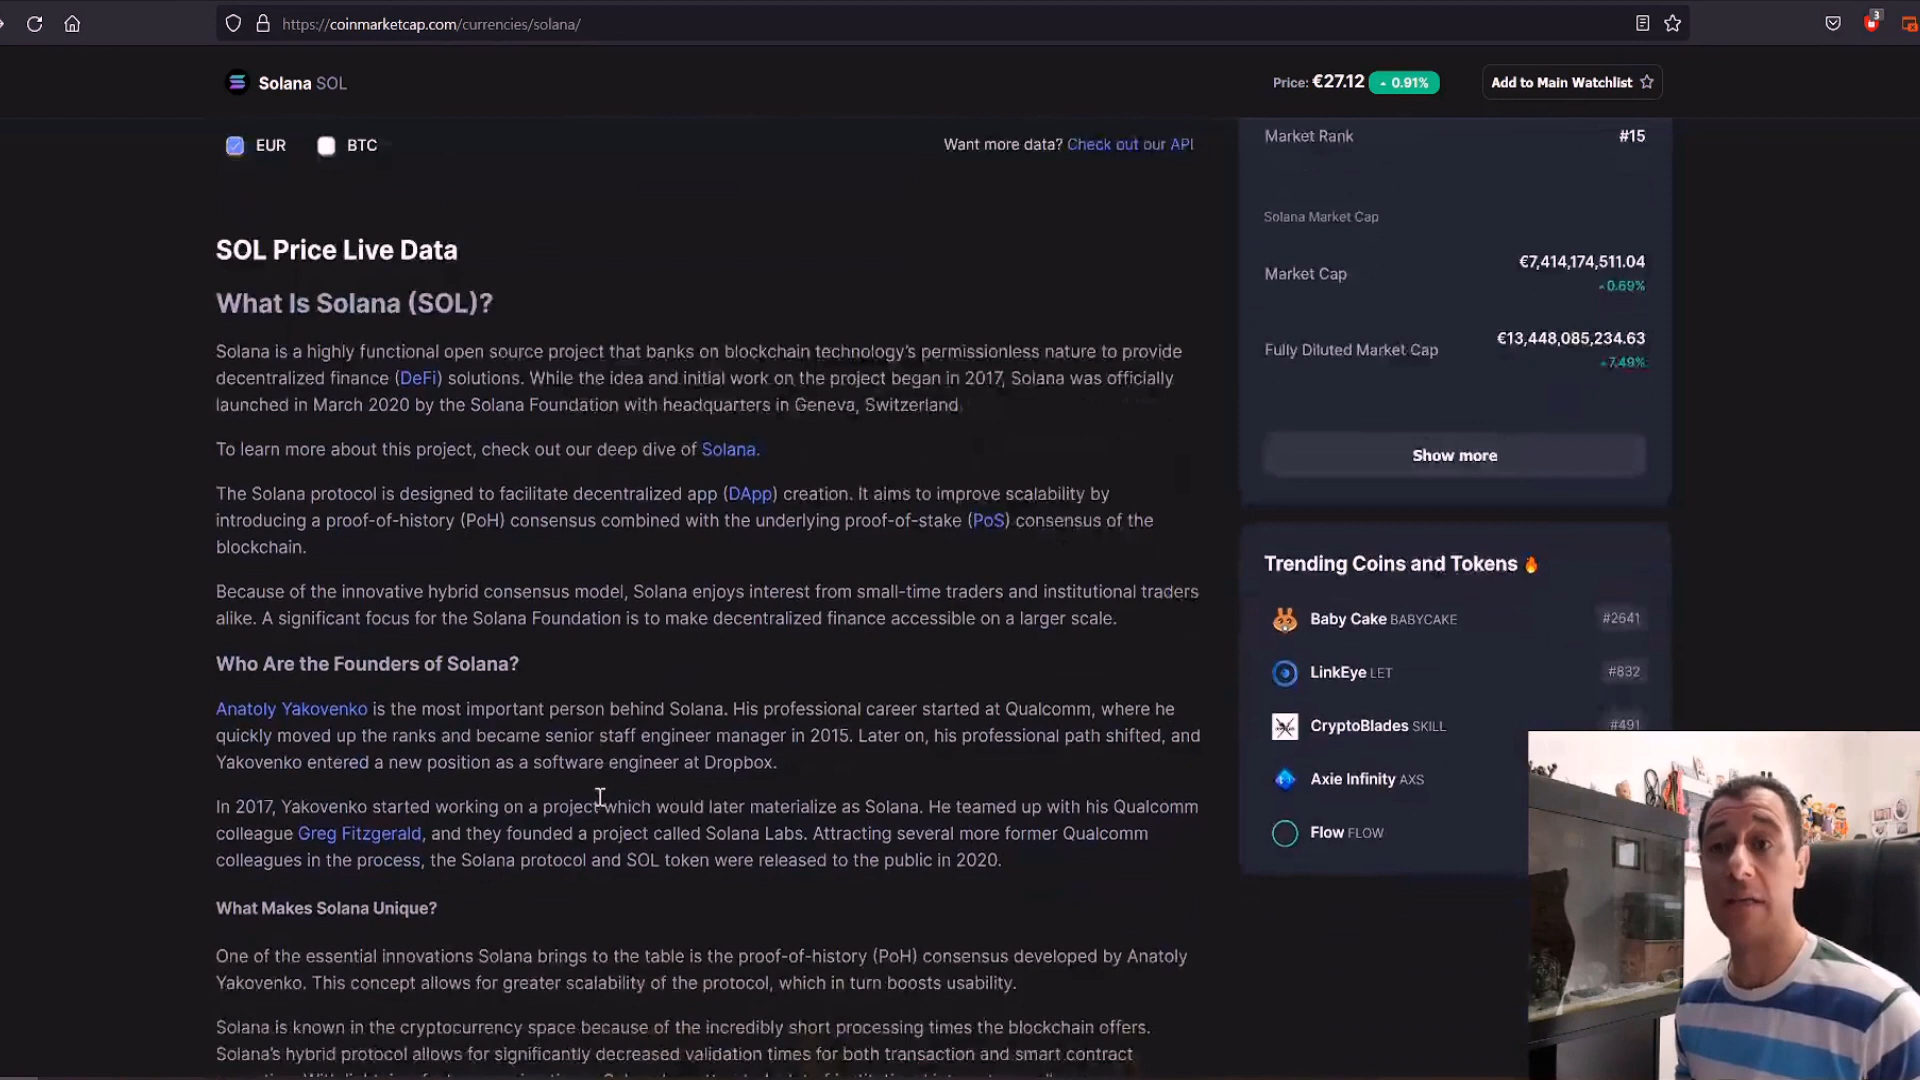 https://coinmarketcap.com/currencies/solana/
3
Solana SOL
Price: €27.12 0.91%
Add to Main Watchlist
EUR BTC
Want more data? Check out our API
SOL Price Live Data
What Is Solana (SOL)?
Solana is a highly functional open source project that banks on blockchain technology's permissionless nature to provide
decentralized finance (DeFi) solutions. While the idea and initial work on the project began in 2017, Solana was officially
launched in March 2020 by the Solana Foundation with headquarters in Geneva, Switzerland.
To learn more about this project, check out our deep dive of Solana.
The Solana protocol is designed to facilitate decentralized app (DApp) creation. It aims to improve scalability by
introducing a proof-of-history (PoH) consensus combined with the underlying proof-of-stake (PoS) consensus of the
blockchain.
Because of the innovative hybrid consensus model, Solana enjoys interest from small-time traders and institutional traders
alike. A significant focus for the Solana Foundation is to make decentralized finance accessible on a larger scale.
Who Are the Founders of Solana?
Anatoly Yakovenko is the most important person behind Solana. His professional career started at Qualcomm, where he
quickly moved up the ranks and became senior staff engineer manager in 2015. Later on, his professional path shifted, and
Yakovenko entered a new position as a software engineer at Dropbox.
In 2017, Yakovenko started working on a project which would later materialize as Solana. He teamed up with his Qualcomm
colleague Greg Fitzgerald, and they founded a project called Solana Labs. Attracting several more former Qualcomm
colleagues in the process, the Solana protocol and SOL token were released to the public in 2020.
What Makes Solana Unique?
One of the essential innovations Solana brings to the table is the proof-of-history (PoH) consensus developed by Anatoly
Yakovenko. This concept allows for greater scalability of the protocol, which in turn boosts usability.
Solana is known in the cryptocurrency space because of the incredibly short processing times the blockchain offers.
Solana's hybrid protocol allows for significantly decreased validation times for both transaction and smart contract
Market Rank #15
Solana Market Cap
Market Cap €7,414,174,511.04
0.69%
Fully Diluted Market Cap €13,448,085,234.63
7.49%
Show more
Trending Coins and Tokens
Baby Cake BABYCAKE #2641
LinkEye LET #832
CryptoBlades SKILL #491
Axie Infinity AXS
Flow FLOW